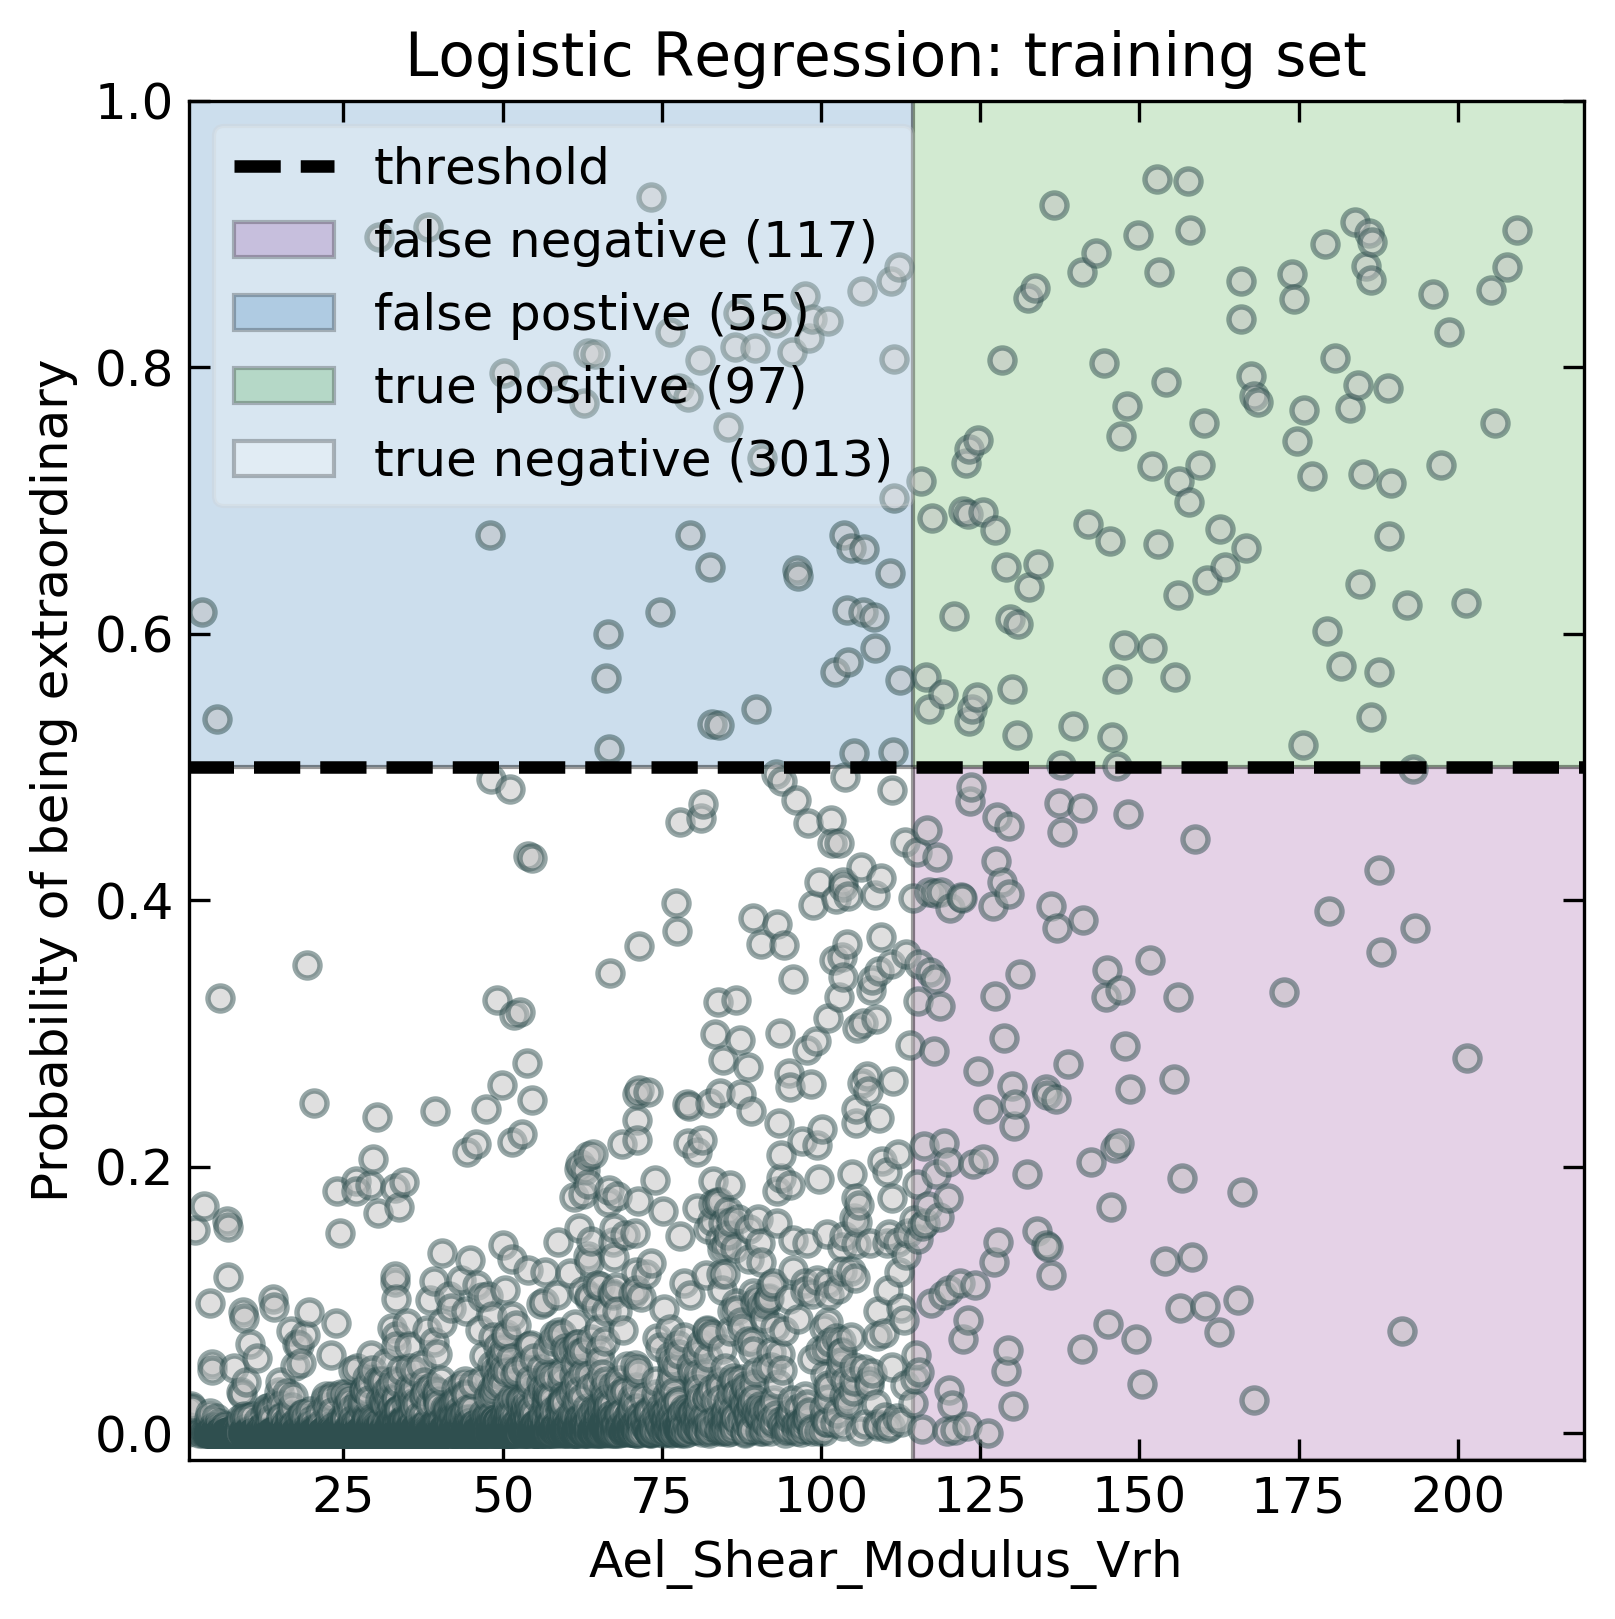 Logistic Regression: training set
1.0
0.8
0.6
0.4
0.2
0.0
Probability of being extraordinary
threshold
false negative (117)
false postive (55)
true positive (97)
true negative (3013)
25 50 75 100 125 150 175 200
Ael_Shear_Modulus_Vrh